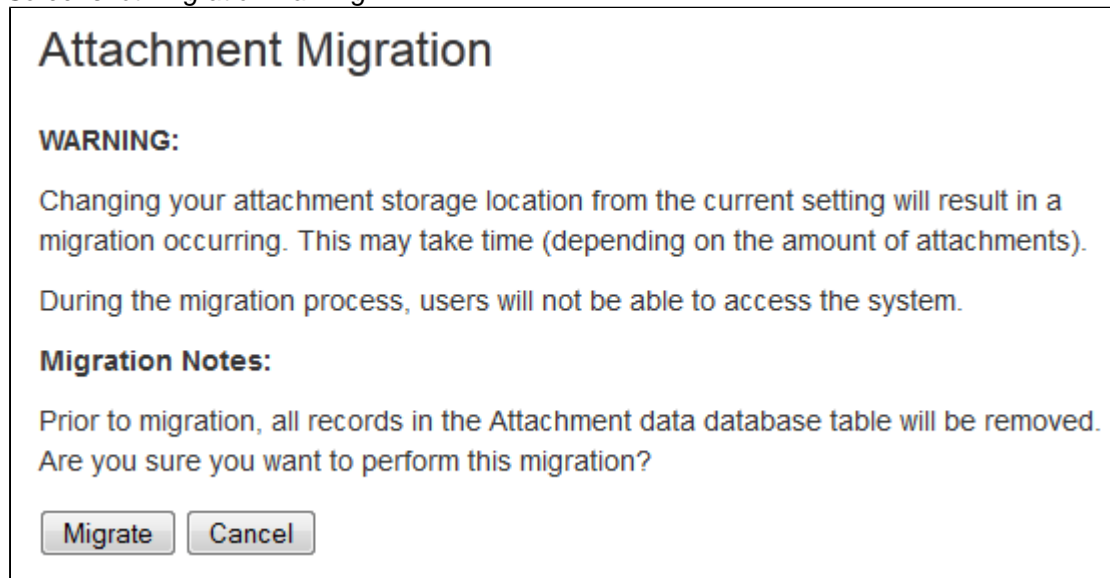 Attachment Migration
WARNING:
Changing your attachment storage location from the current setting will result in a
migration occurring. This may take time (depending on the amount of attachments).
During the migration process, users will not be able to access the system.
Migration Notes:
Prior to migration, all records in the Attachment data database table will be removed.
Are you sure you want to perform this migration?
Migrate Cancel